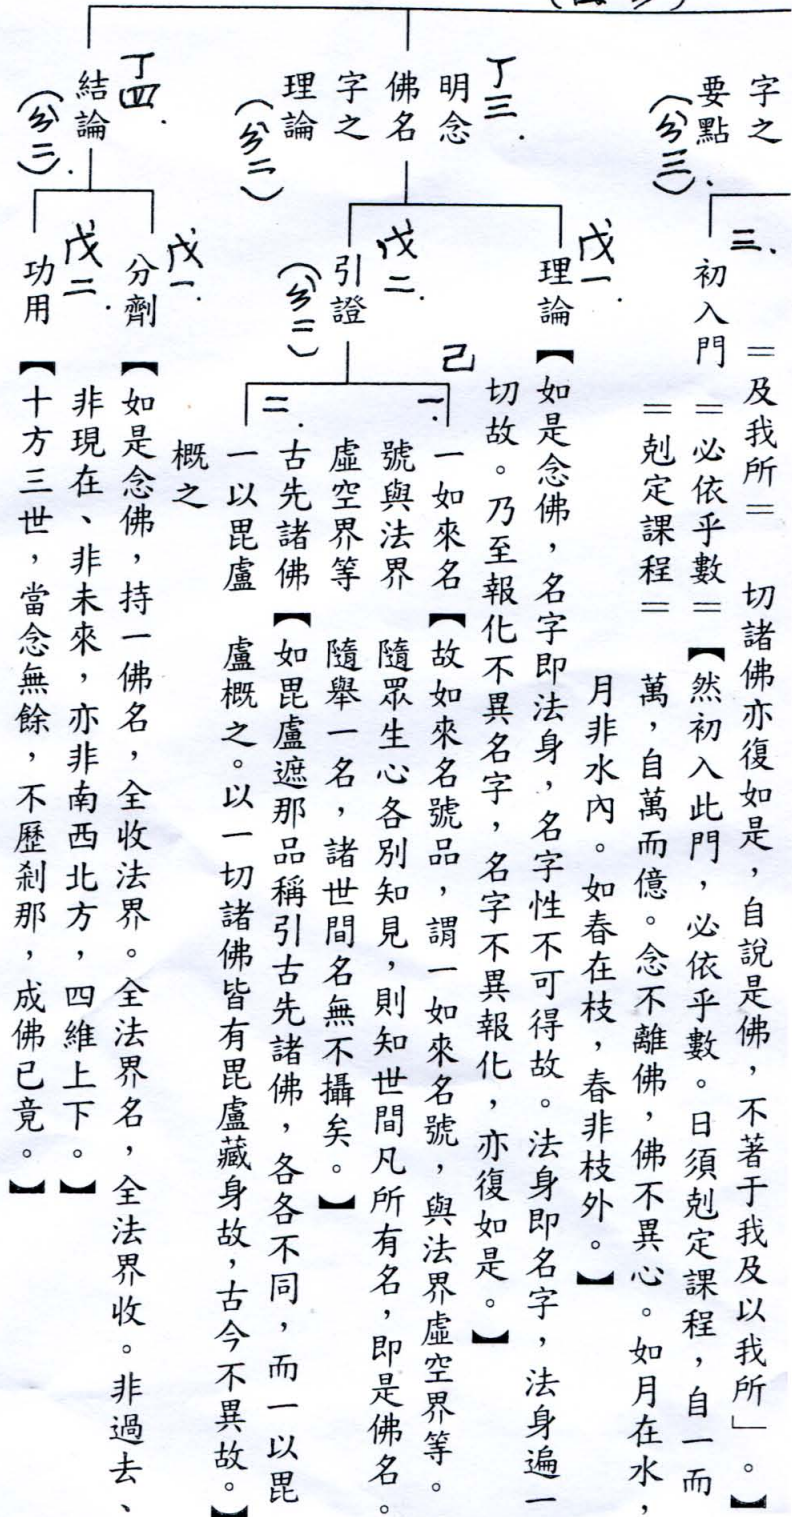 字之
要點
(分三).
三、
初入門
＝及我所＝
＝必依乎數＝
＝剋定課程＝
切諸佛亦復如是，自說是佛，不著于我及以我所」。】
【然初入此門，必依乎數。日須剋定課程，自一而
萬，自萬而億。念不離佛，佛不異心。如月在水，
月非水內。如春在枝，春非枝外。】
丁三.
明念
佛名
字之
理論
(分二)
戊一.
理論
【如是念佛，名字即法身，名字性不可得故。法身即名字，法身遍一
切故。乃至報化不異名字，名字不異報化，亦復如是。】
戊二.
引證
(分二)
己
一.
一如來名
號與法界
虛空界等
【故如來名號品，謂一如來名號，與法界虛空界等。
隨眾生心各別知見，則知世間凡所有名，即是佛名。
隨舉一名，諸世間名無不攝矣。】
二.
古先諸佛
一以毘盧
概之
【如毘盧遮那品稱引古先諸佛，各各不同，而一以毘
盧概之。以一切諸佛皆有毘盧藏身故，古今不異故。】
丁四.
結論
(分二).
戊一.
分劑
【如是念佛，持一佛名，全收法界。全法界名，全法界收。非過去、
非現在、非未來，亦非南西北方，四維上下。】
戊二.
功用
【十方三世，當念無餘，不歷剎那，成佛已竟。】